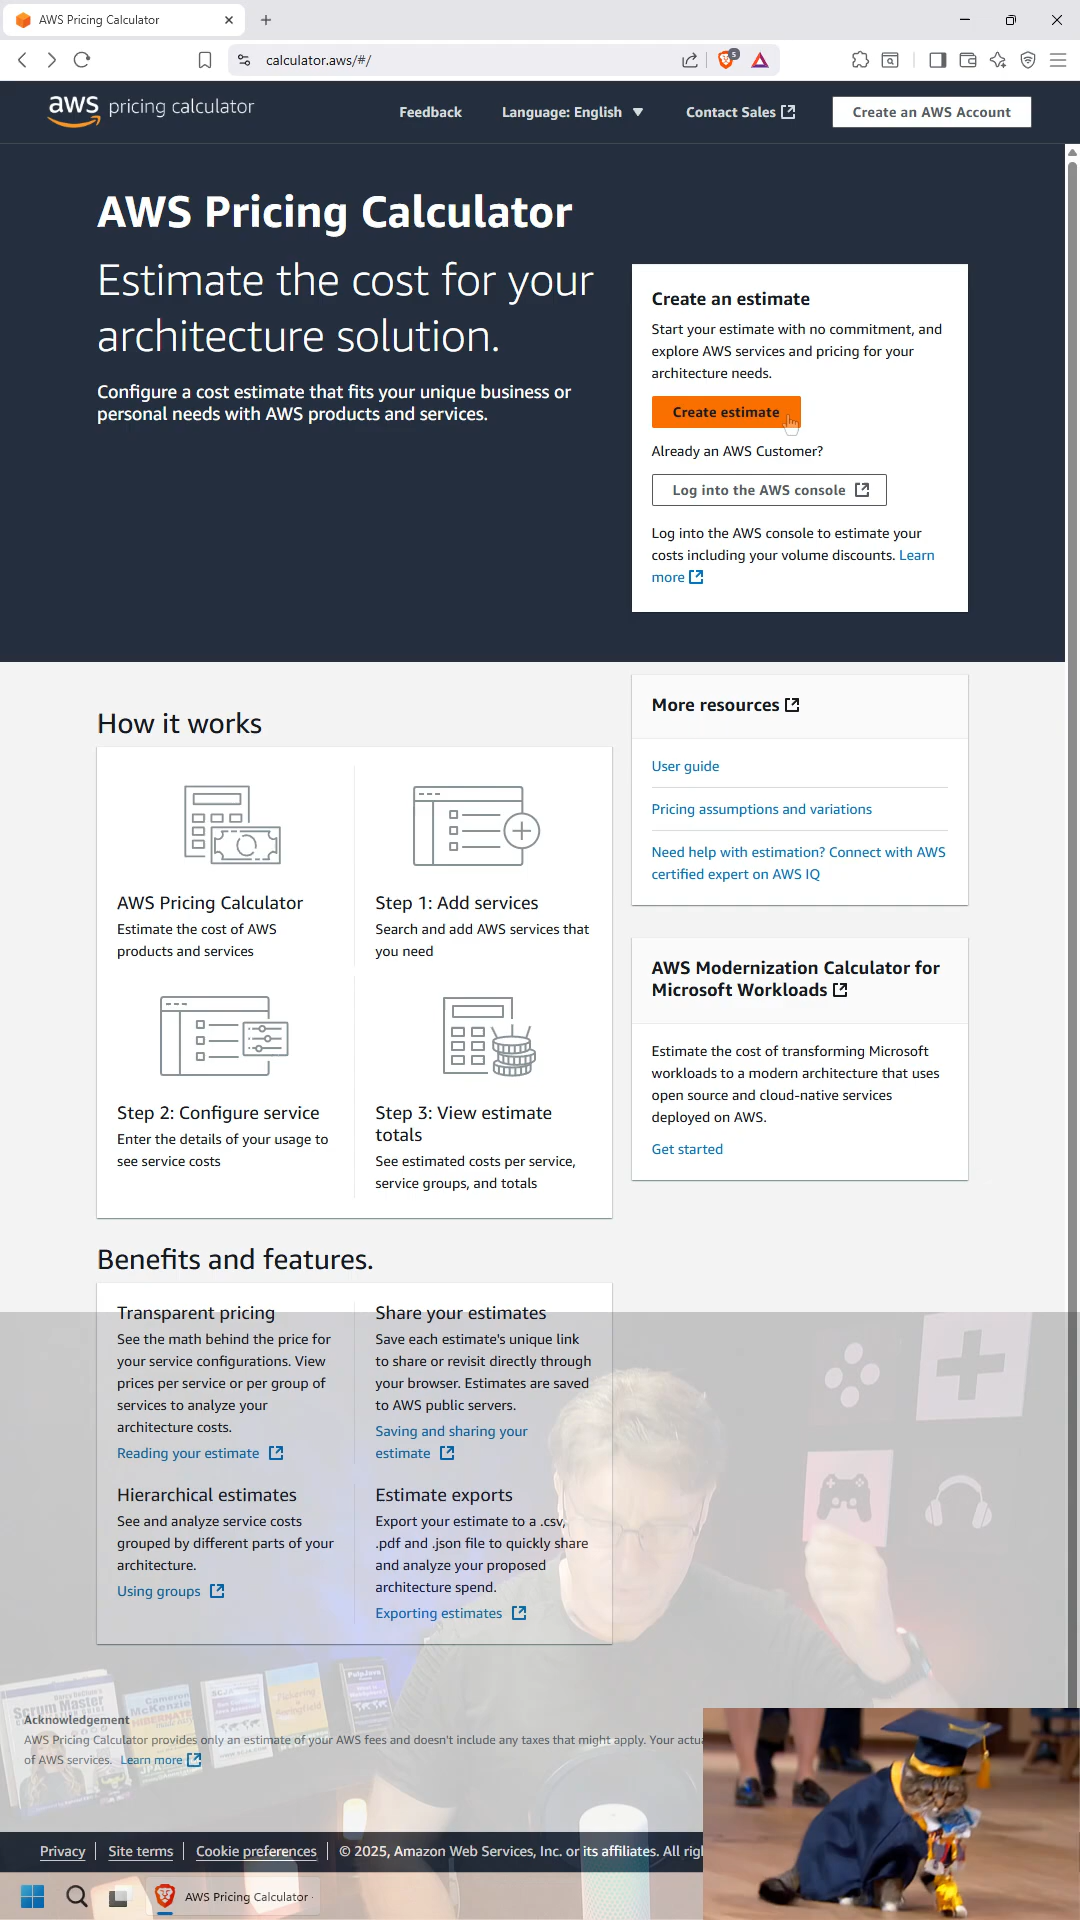 AWS Pricing Calculator
calculator.aws/#/
5
aws pricing calculator
Feedback
Language: English
Contact Sales
Create an AWS Account
AWS Pricing Calculator
Estimate the cost for your
architecture solution.
Configure a cost estimate that fits your unique business or
personal needs with AWS products and services.
Create an estimate
Start your estimate with no commitment, and
explore AWS services and pricing for your
architecture needs.
Create estimate
Already an AWS Customer?
Log into the AWS console
Log into the AWS console to estimate your
costs including your volume discounts. Learn
more
How it works
AWS Pricing Calculator
Estimate the cost of AWS
products and services
Step 1: Add services
Search and add AWS services that
you need
Step 2: Configure service
Enter the details of your usage to
see service costs
Step 3: View estimate
totals
See estimated costs per service,
service groups, and totals
More resources
User guide
Pricing assumptions and variations
Need help with estimation? Connect with AWS
certified expert on AWS IQ
AWS Modernization Calculator for
Microsoft Workloads
Estimate the cost of transforming Microsoft
workloads to a modern architecture that uses
open source and cloud-native services
deployed on AWS.
Get started
Benefits and features.
Transparent pricing
See the math behind the price for
your service configurations. View
prices per service or per group of
services to analyze your
architecture costs.
Reading your estimate
Share your estimates
Save each estimate's unique link
to share or revisit directly through
your browser. Estimates are saved
to AWS public servers.
Saving and sharing your
estimate
Hierarchical estimates
See and analyze service costs
grouped by different parts of your
architecture.
Using groups
Estimate exports
Export your estimate to a .csv,
.pdf and .json file to quickly share
and analyze your proposed
architecture spend.
Exporting estimates
Scrum Master
Cameron
McKenzie
HIBERNATE
SCJA
Acknowledgement
AWS Pricing Calculator provides only an estimate of your AWS fees and doesn't include any taxes that might apply. Your actu
of AWS services. Learn more
Privacy
Site terms
Cookie preferences
© 2025, Amazon Web Services, Inc. or its affiliates. All rig
AWS Pricing Calculator